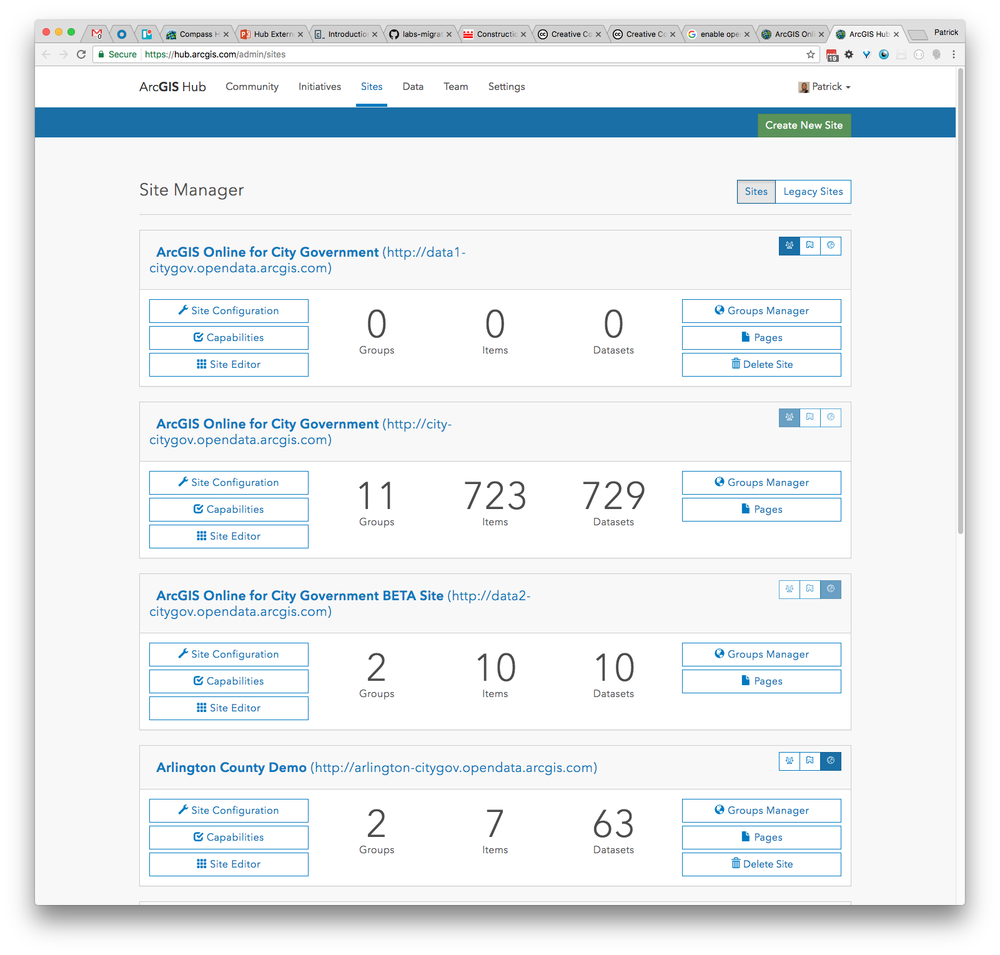 0 Compass H Hub Extern Introductio labs-migrat Constructio Creative Co Creative Co enable oper ArcGIS Onli ArcGIS Hub Patrick
Secure https://hub.arcgis.com/admin/sites 19
ArcGIS Hub Community Initiatives Sites Data Team Settings Patrick
Create New Site
Site Manager Sites Legacy Sites
ArcGIS Online for City Government (http://data1-
citygov.opendata.arcgis.com)
Site Configuration 0 0 0 Groups Manager
Capabilities Groups Items Datasets Pages
Site Editor Delete Site
ArcGIS Online for City Government (http://city-
citygov.opendata.arcgis.com)
Site Configuration 11 723 729 Groups Manager
Capabilities Groups Items Datasets Pages
Site Editor
ArcGIS Online for City Government BETA Site (http://data2-
citygov.opendata.arcgis.com)
Site Configuration 2 10 10 Groups Manager
Capabilities Groups Items Datasets Pages
Site Editor
Arlington County Demo (http://arlington-citygov.opendata.arcgis.com)
Site Configuration 2 7 63 Groups Manager
Capabilities Groups Items Datasets Pages
Site Editor Delete Site